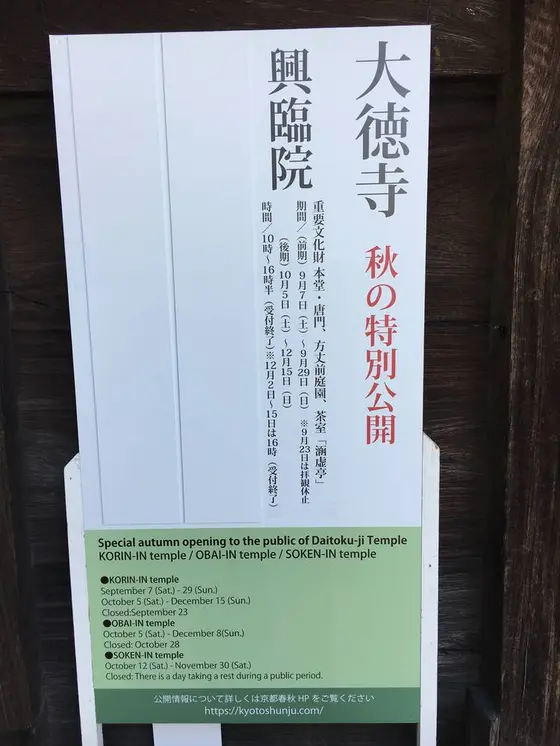 大徳寺 秋の特別公開
興臨院
重要文化財 本堂・唐門、方丈前庭園、茶室「涵虚亭」
期間/(前期)9月7日(土)~9月29日(日) ※9月23日は拝観休止
(後期)10月5日(土)~12月15日(日)
時間/10時~16時半(受付終了)※12月2日~15日は16時(受付終了)
Special autumn opening to the public of Daitoku-ji Temple
KORIN-IN temple / OBAI-IN temple / SOKEN-IN temple
●KORIN-IN temple
September 7 (Sat.) - 29 (Sun.)
October 5 (Sat.) - December 15 (Sun.)
Closed:September 23
●OBAI-IN temple
October 5 (Sat.) - December 8(Sun.)
Closed: October 28
●SOKEN-IN temple
October 12 (Sat.) - November 30 (Sat.)
Closed: There is a day taking a rest during a public period.
公開情報について詳しくは京都春秋HPをご覧ください
https://kyotoshunju.com/